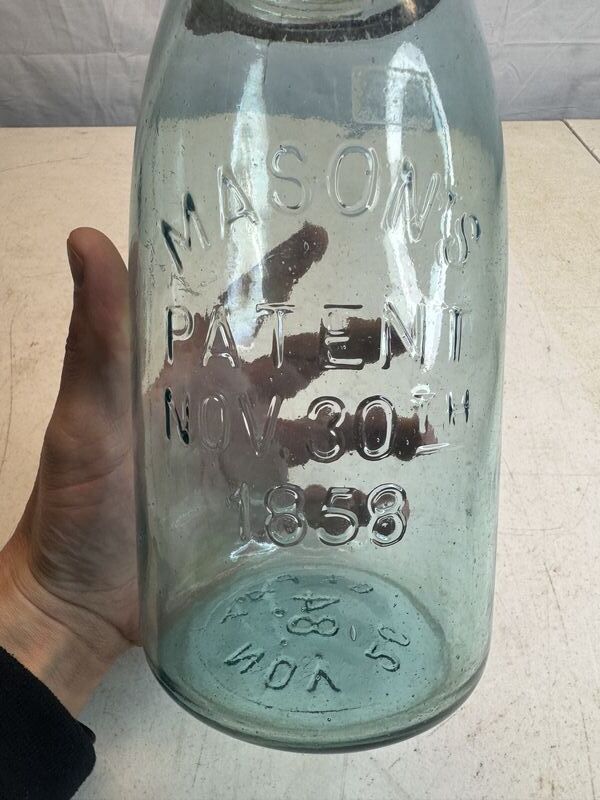 MASON'S
PATENT
NOV. 30TH
1858